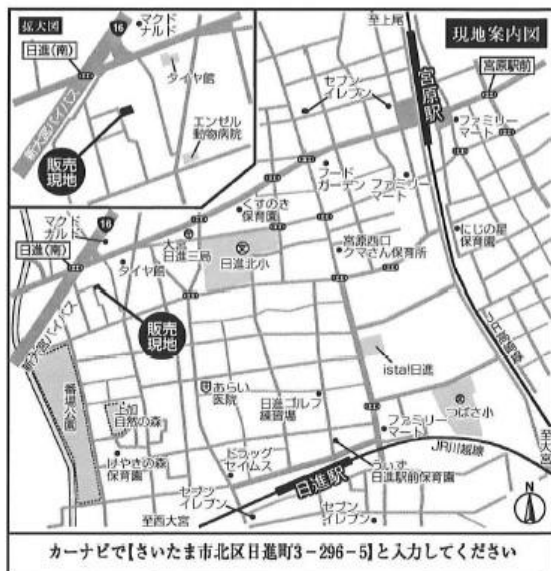 拡大図
16
マクド
ナルド
日進(南)
タイヤ館
新大宮バイパス
エンゼル
動物病院
販売
現地
現地案内図
至上尾
宮原駅
宮原駅前
セブン
イレブン
ファミリー
マート
フード
ガーデン
ファミリー
マート
くすのき
保育園
にじの星
保育園
マクド
ナルド
16
日進(南)
タイヤ館
大宮
日進三局
文
日進北小
宮原西口
クマさん保育所
新大宮バイパス
販売
現地
JR高崎線
ista!日進
番場公園
あらい
医院
日進ゴルフ
練習場
文
つばさ小
上加
自然の森
ファミリー
マート
JR川越線
至大宮
けやきの森
保育園
ドラッグ
セイムス
うぃず
日進駅前保育園
日進駅
セブン
イレブン
至西大宮
セブン
イレブン
N
カーナビで【さいたま市北区日進町3-296-5】と入力してください